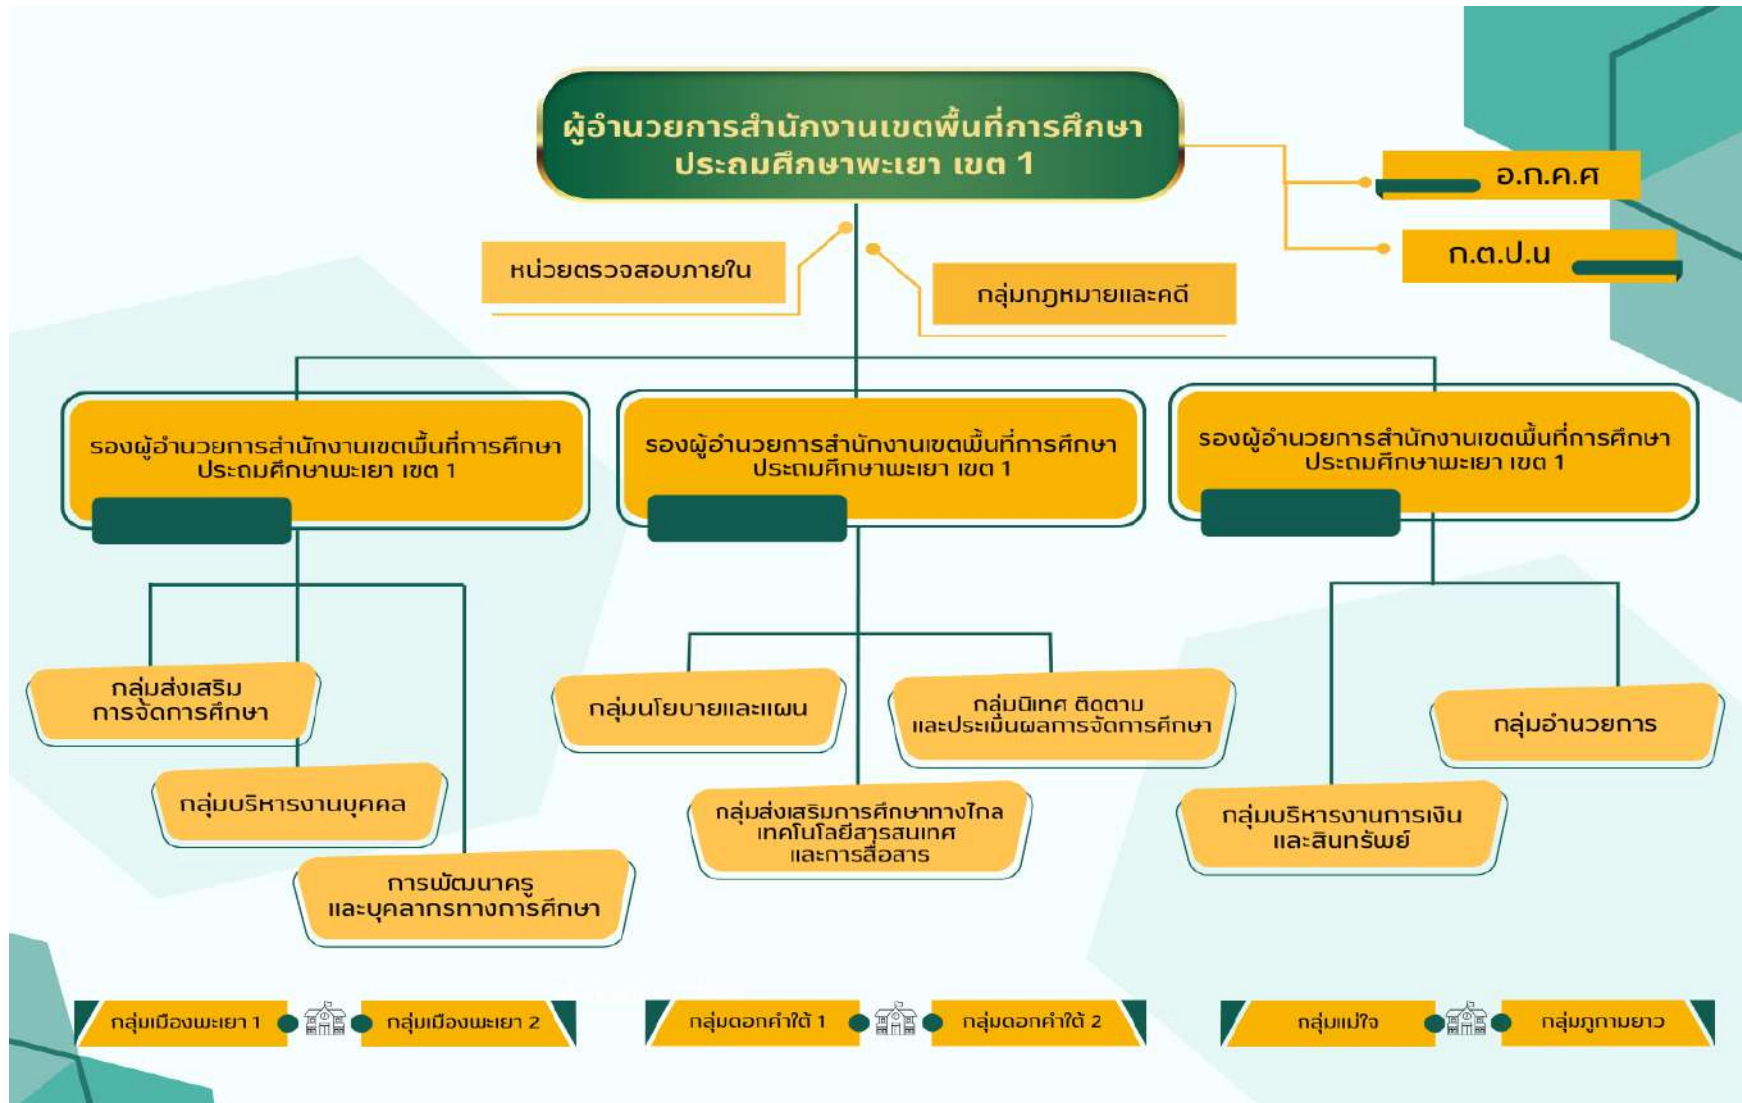 ผู้อำนวยการสำนักงานเขตพื้นที่การศึกษา
ประถมศึกษาพะเยา เขต 1
อ.ก.ค.ศ
ก.ต.ป.น
หน่วยตรวจสอบภายใน
กลุ่มกฎหมายและคดี
รองผู้อำนวยการสำนักงานเขตพื้นที่การศึกษา
ประถมศึกษาพะเยา เขต 1
รองผู้อำนวยการสำนักงานเขตพื้นที่การศึกษา
ประถมศึกษาพะเยา เขต 1
รองผู้อำนวยการสำนักงานเขตพื้นที่การศึกษา
ประถมศึกษาพะเยา เขต 1
กลุ่มส่งเสริม
การจัดการศึกษา
กลุ่มบริหารงานบุคคล
การพัฒนาครู
และบุคลากรทางการศึกษา
กลุ่มนโยบายและแผน
กลุ่มนิเทศ ติดตาม
และประเมินผลการจัดการศึกษา
กลุ่มส่งเสริมการศึกษาทางไกล
เทคโนโลยีสารสนเทศ
และการสื่อสาร
กลุ่มอำนวยการ
กลุ่มบริหารงานการเงิน
และสินทรัพย์
กลุ่มเมืองพะเยา 1
กลุ่มเมืองพะเยา 2
กลุ่มดอกคำใต้ 1
กลุ่มดอกคำใต้ 2
กลุ่มแม่ใจ
กลุ่มภูกามยาว